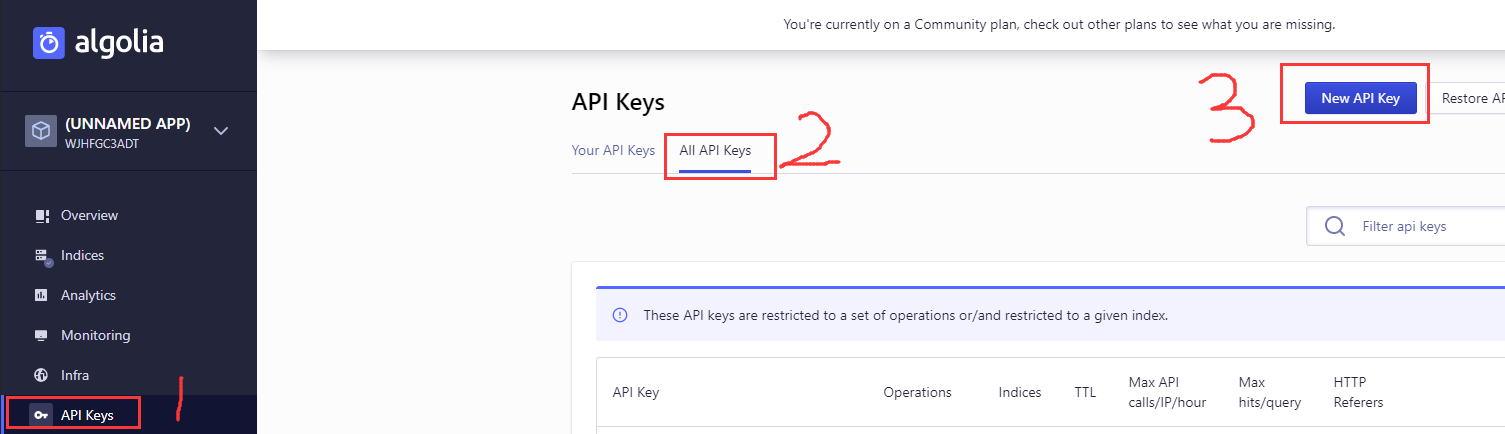 algolia
You're currently on a Community plan, check out other plans to see what you are missing.
(UNNAMED APP)
WJHFGC3ADT
API Keys
3
New API Key
Restore AP
Your API Keys
All API Keys
2
Overview
Indices
Analytics
Monitoring
Infra
API Keys
1
Filter api keys
These API keys are restricted to a set of operations or/and restricted to a given index.
API Key
Operations
Indices
TTL
Max API
calls/IP/hour
Max
hits/query
HTTP
Referers